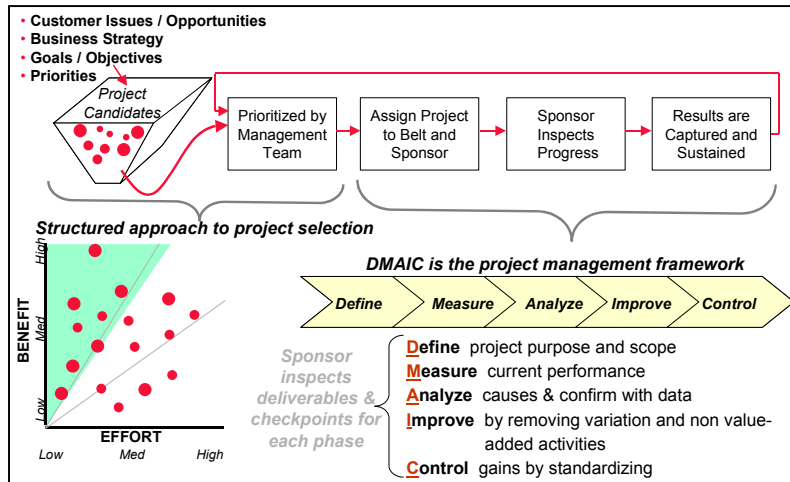 • Customer Issues / Opportunities
• Business Strategy
• Goals / Objectives
• Priorities
Project
Candidates
Prioritized by
Management
Team
Assign Project
to Belt and
Sponsor
Sponsor
Inspects
Progress
Results are
Captured and
Sustained
Structured approach to project selection
BENEFIT
High
Med
Low
EFFORT
Low
Med
High
DMAIC is the project management framework
Define
Measure
Analyze
Improve
Control
Sponsor
inspects
deliverables &
checkpoints for
each phase
Define project purpose and scope
Measure current performance
Analyze causes & confirm with data
Improve by removing variation and non value-
added activities
Control gains by standardizing